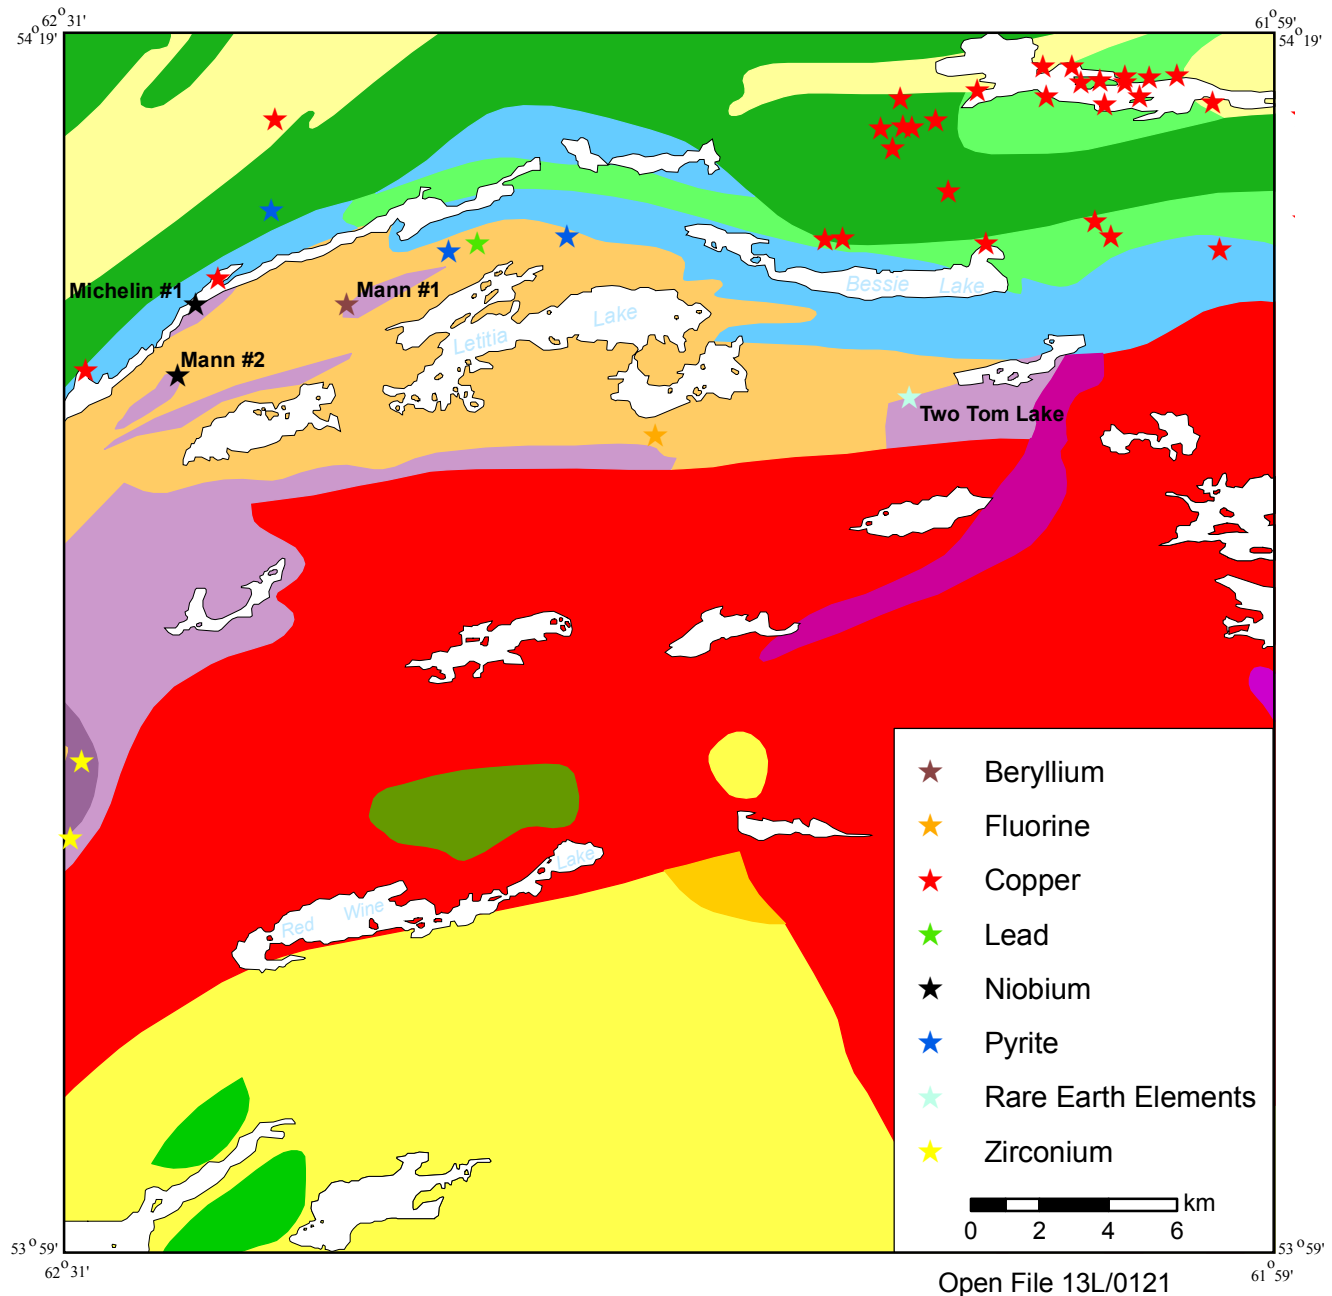 62°31' 61°59'
54°19' 54°19'
Bessie Lake
Michelin #1 Mann #1
Letitia Lake
Mann #2
Two Tom Lake
Beryllium
Fluorine
Copper
Lead
Niobium
Pyrite
Rare Earth Elements
Zirconium
Red Wine Lake
km
0 2 4 6
53°59' 53°59'
62°31' 61°59'
Open File 13L/0121